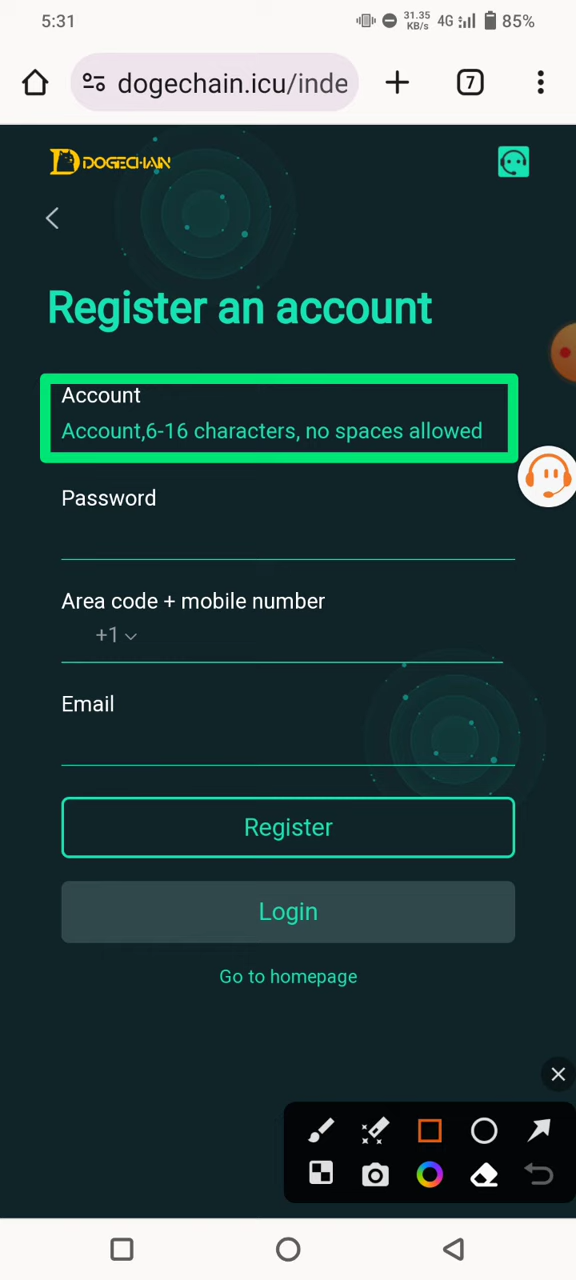 5:31
31.35
KB/s
4G
85%
dogechain.icu/inde
7
DOGECHAIN
Register an account
Account
Account,6-16 characters, no spaces allowed
Password
Area code + mobile number
+1
Email
Register
Login
Go to homepage